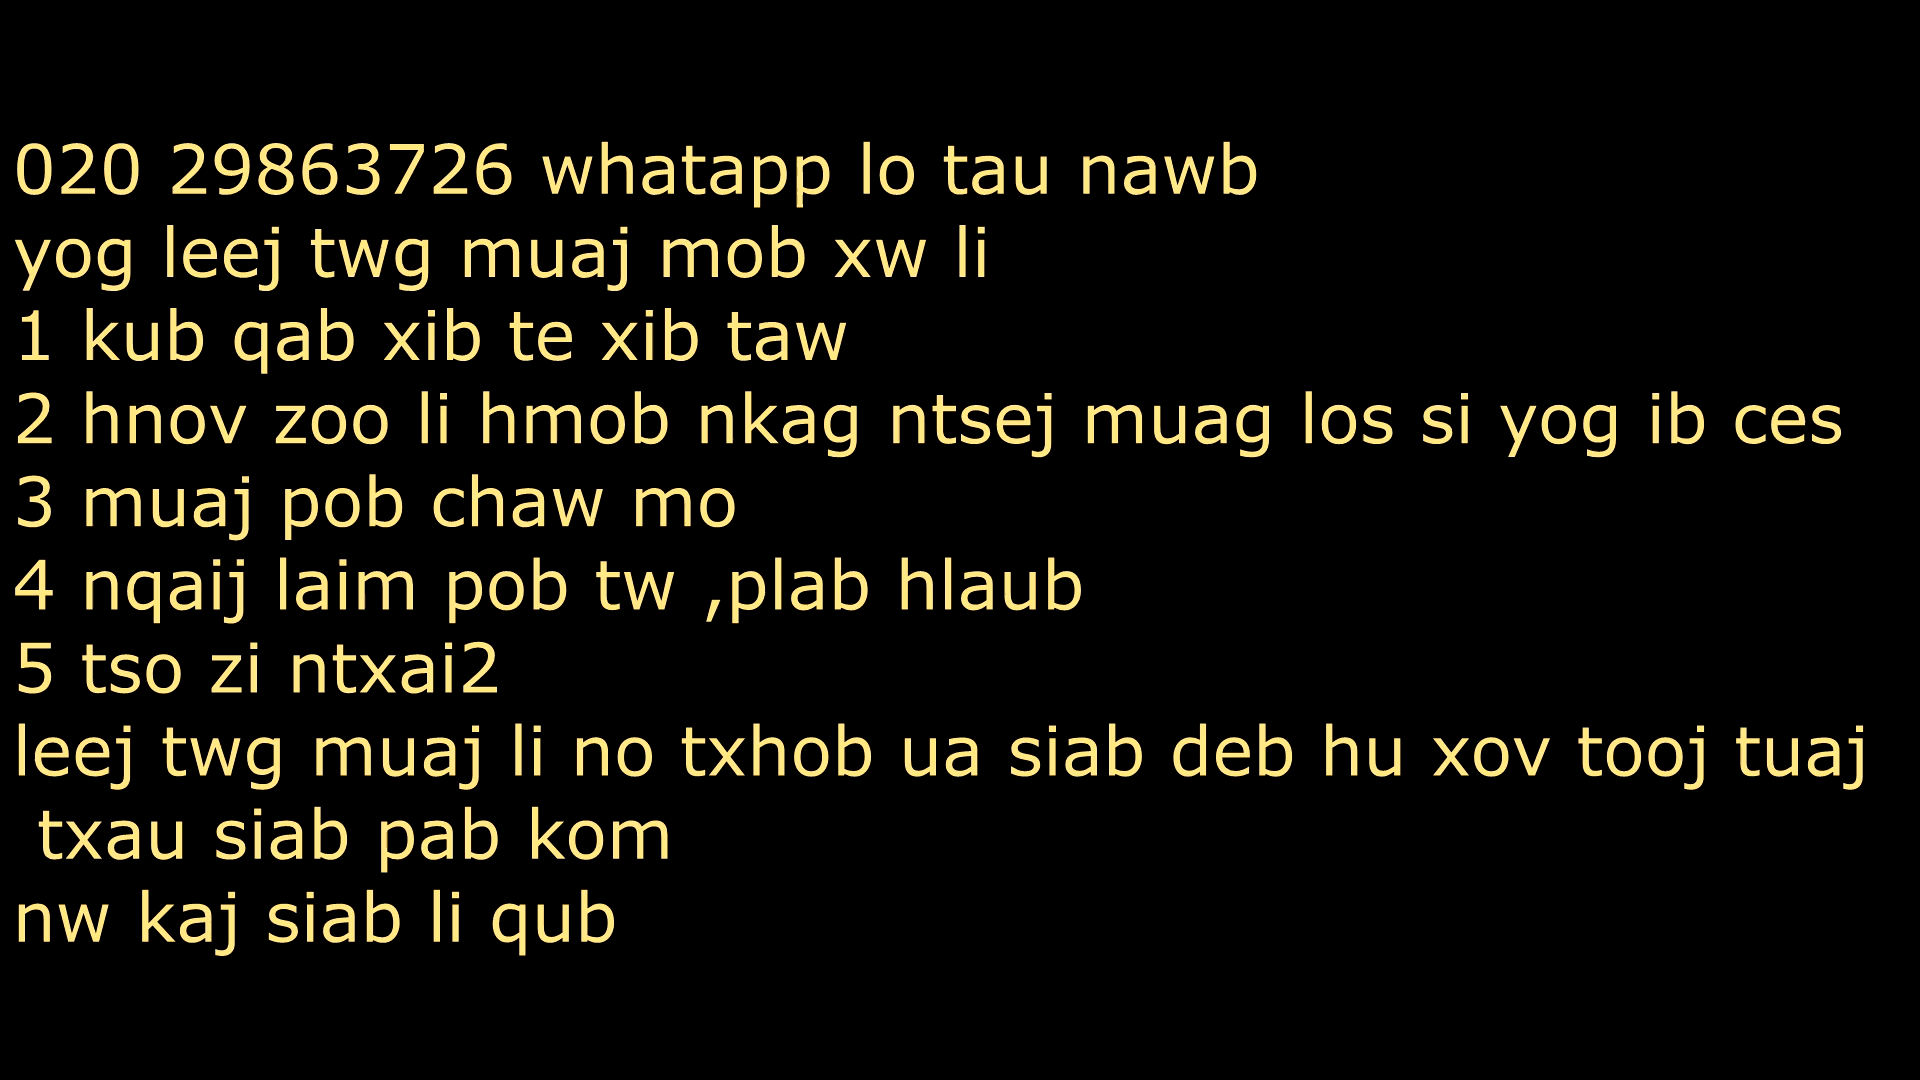 020 29863726 whatapp lo tau nawb
yog leej twg muaj mob xw li
1 kub qab xib te xib taw
2 hnov zoo li hmob nkag ntsej muag los si yog ib ces
3 muaj pob chaw mo
4 nqaij laim pob tw ,plab hlaub
5 tso zi ntxai2
leej twg muaj li no txhob ua siab deb hu xov tooj tuaj
txau siab pab kom
nw kaj siab li qub